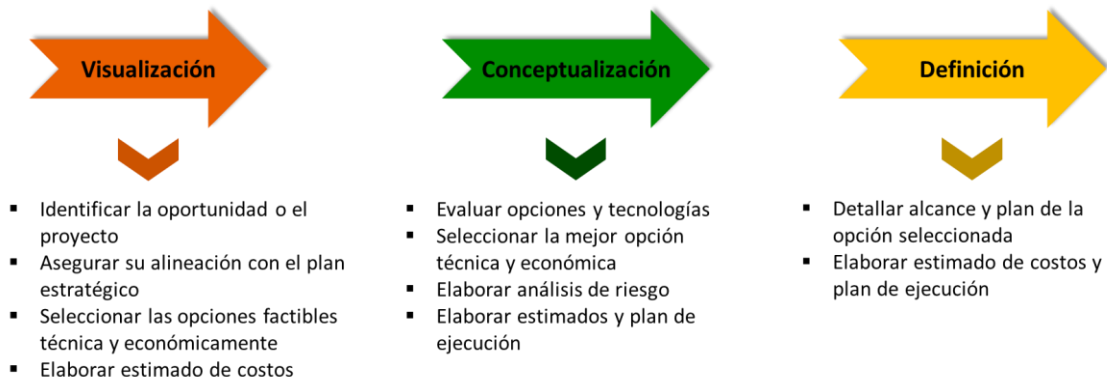 Visualización
Conceptualización
Definición
▪ Identificar la oportunidad o el
proyecto
▪ Asegurar su alineación con el plan
estratégico
▪ Seleccionar las opciones factibles
técnica y económicamente
▪ Elaborar estimado de costos
▪ Evaluar opciones y tecnologías
▪ Seleccionar la mejor opción
técnica y económica
▪ Elaborar análisis de riesgo
▪ Elaborar estimados y plan de
ejecución
▪ Detallar alcance y plan de la
opción seleccionada
▪ Elaborar estimado de costos y
plan de ejecución